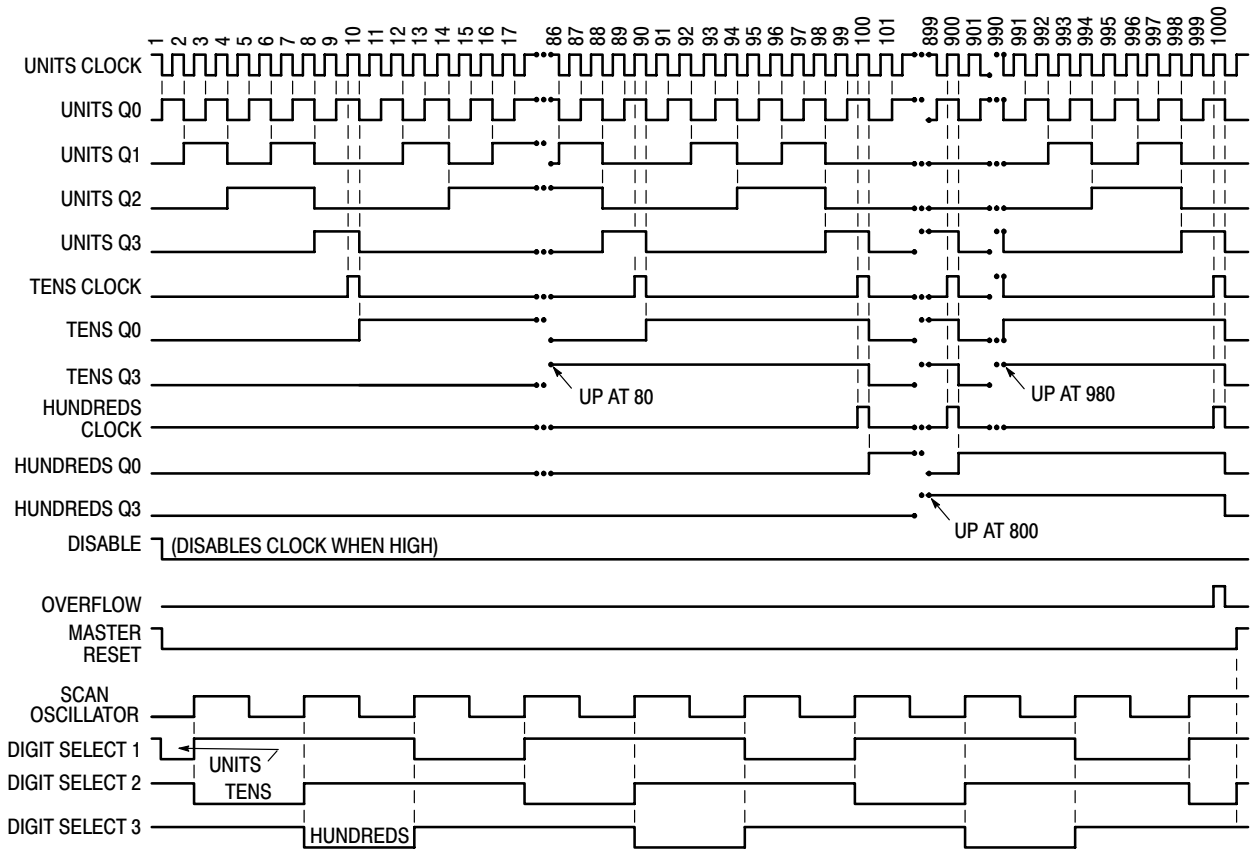 1 2 3 4 5 6 7 8 9 10 11 12 13 14 15 16 17 86 87 88 89 90 91 92 93 94 95 96 97 98 99 100 101 899 900 901 990 991 992 993 994 995 996 997 998 999 1000
UNITS CLOCK
UNITS Q0
UNITS Q1
UNITS Q2
UNITS Q3
TENS CLOCK
TENS Q0
TENS Q3
UP AT 80
UP AT 980
HUNDREDS
CLOCK
HUNDREDS Q0
HUNDREDS Q3
UP AT 800
DISABLE (DISABLES CLOCK WHEN HIGH)
OVERFLOW
MASTER
RESET
SCAN
OSCILLATOR
DIGIT SELECT 1
UNITS
DIGIT SELECT 2
TENS
DIGIT SELECT 3
HUNDREDS